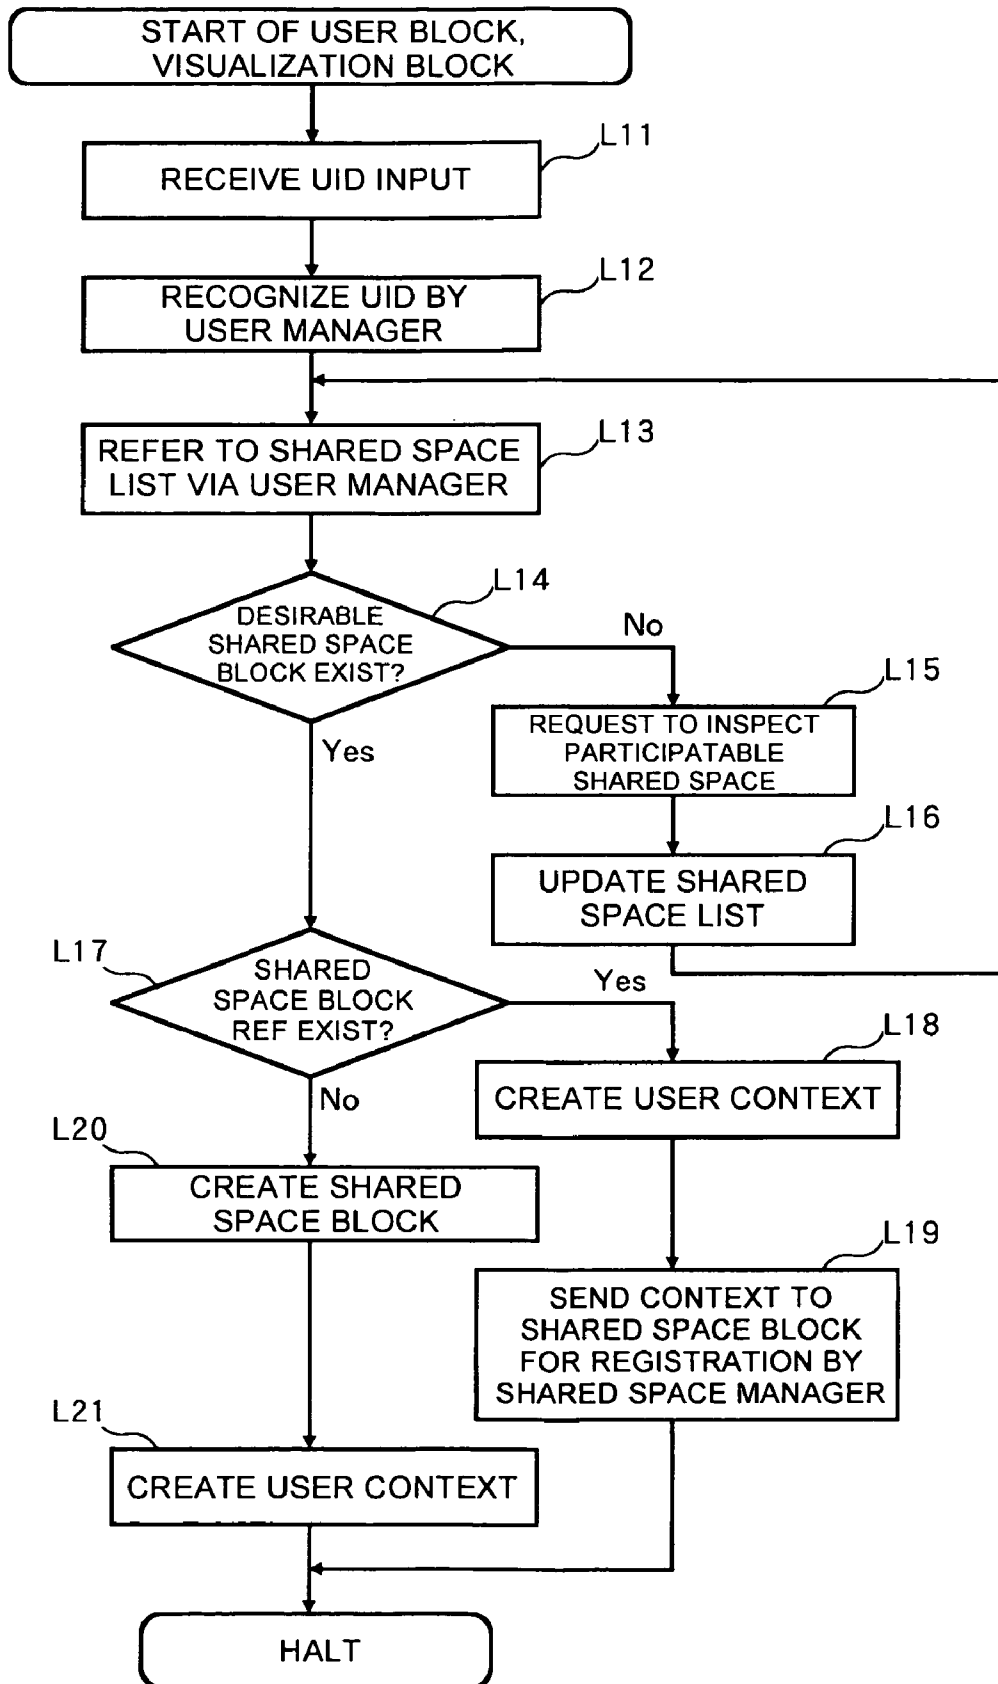 START OF USER BLOCK,
VISUALIZATION BLOCK
L11
RECEIVE UID INPUT
L12
RECOGNIZE UID BY
USER MANAGER
L13
REFER TO SHARED SPACE
LIST VIA USER MANAGER
L14
DESIRABLE
SHARED SPACE
BLOCK EXIST?
No
Yes
L15
REQUEST TO INSPECT
PARTICIPATABLE
SHARED SPACE
L16
UPDATE SHARED
SPACE LIST
L17
SHARED
SPACE BLOCK
REF EXIST?
Yes
No
L18
CREATE USER CONTEXT
L20
CREATE SHARED
SPACE BLOCK
L19
SEND CONTEXT TO
SHARED SPACE BLOCK
FOR REGISTRATION BY
SHARED SPACE MANAGER
L21
CREATE USER CONTEXT
HALT